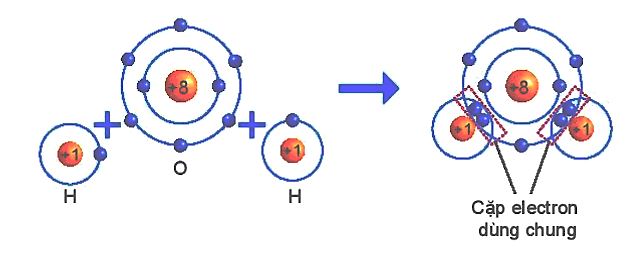 +8
+8
+
+
+1
+1
+1
+1
H
O
H
Cặp electron
dùng chung